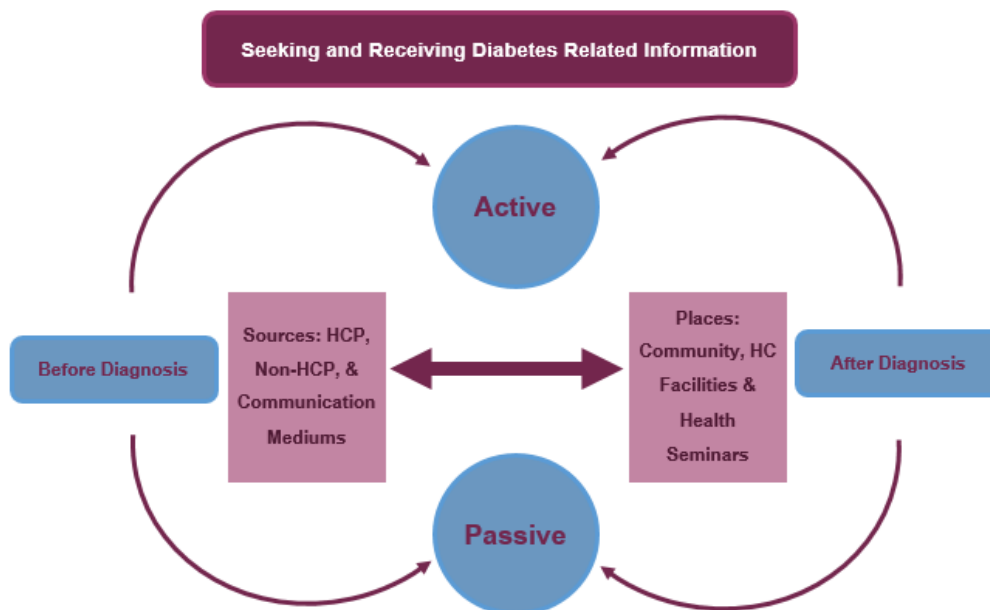 Seeking and Receiving Diabetes Related Information
Active
Before Diagnosis
Sources: HCP,
Non-HCP, &
Communication
Mediums
Places:
Community, HC
Facilities &
Health
Seminars
After Diagnosis
Passive